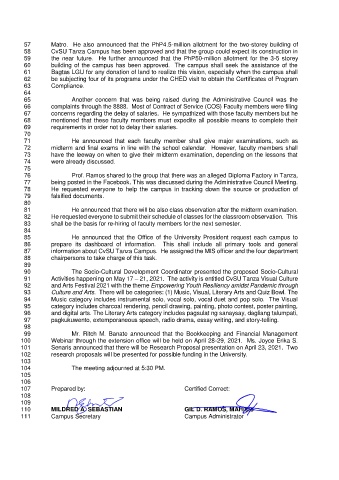 57 Matro. He also announced that the PhP4.5 million allotment for the two-storey building of
58 CvSU Tanza Campus has been approved and that the group could expect its construction in
59 the near future. He further announced that the PhP50-million allotment for the 3-5 storey
60 building of the campus has been approved. The campus shall seek the assistance of the
61 Bagtas LGU for any donation of land to realize this vision, especially when the campus shall
62 be subjecting four of its programs under the CHED visit to obtain the Certificates of Program
63 Compliance.
64
65 Another concern that was being raised during the Administrative Council was the
66 complaints through the 8888. Most of Contract of Service (COS) Faculty members were filing
67 concerns regarding the delay of salaries. He sympathized with those faculty members but he
68 mentioned that these faculty members must expedite all possible means to complete their
69 requirements in order not to delay their salaries.
70
71 He announced that each faculty member shall give major examinations, such as
72 midterm and final exams in line with the school calendar. However, faculty members shall
73 have the leeway on when to give their midterm examination, depending on the lessons that
74 were already discussed.
75
76 Prof. Ramos shared to the group that there was an alleged Diploma Factory in Tanza,
77 being posted in the Facebook. This was discussed during the Administrative Council Meeting.
78 He requested everyone to help the campus in tracking down the source or production of
79 falsified documents.
80
81 He announced that there will be also class observation after the midterm examination.
82 He requested everyone to submit their schedule of classes for the classroom observation. This
83 shall be the basis for re-hiring of faculty members for the next semester.
84
85 He announced that the Office of the University President request each campus to
86 prepare its dashboard of information. This shall include all primary tools and general
87 information about CvSU Tanza Campus. He assigned the MIS officer and the four department
88 chairpersons to take charge of this task.
89
90 The Socio-Cultural Development Coordinator presented the proposed Socio-Cultural
91 Activities happening on May 17 – 21, 2021. The activity is entitled CvSU Tanza Visual Culture
92 and Arts Festival 2021 with the theme Empowering Youth Resiliency amidst Pandemic through
93 Culture and Arts. There will be categories: (1) Music, Visual, Literary Arts and Quiz Bowl. The
94 Music category includes instrumental solo, vocal solo, vocal duet and pop solo. The Visual
95 category includes charcoal rendering, pencil drawing, painting, photo contest, poster painting,
96 and digital arts. The Literary Arts category includes pagsulat ng sanaysay, dagliang talumpati,
97 pagkukuwento, extemporaneous speech, radio drama, essay writing, and story-telling.
98
99 Mr. Ritch M. Banate announced that the Bookkeeping and Financial Management
100 Webinar through the extension office will be held on April 28-29, 2021. Ms. Joyce Erika S.
101 Senaris announced that there will be Research Proposal presentation on April 23, 2021. Two
102 research proposals will be presented for possible funding in the University.
103
104 The meeting adjourned at 5:30 PM.
105
106
107 Prepared by: Certified Correct:
108
109
110 MILDRED A. SEBASTIAN GIL D. RAMOS, MAFLE
111 Campus Secretary Campus Administrator